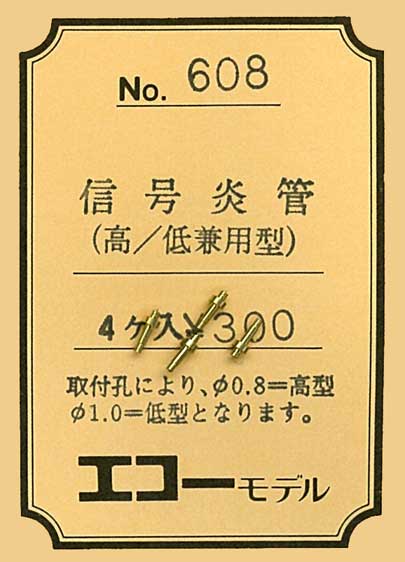 No. 608
信号炎管
(高/低兼用型)
4ヶ入 ¥300
取付孔により、φ0.8=高型
φ1.0=低型となります。
エコーモデル